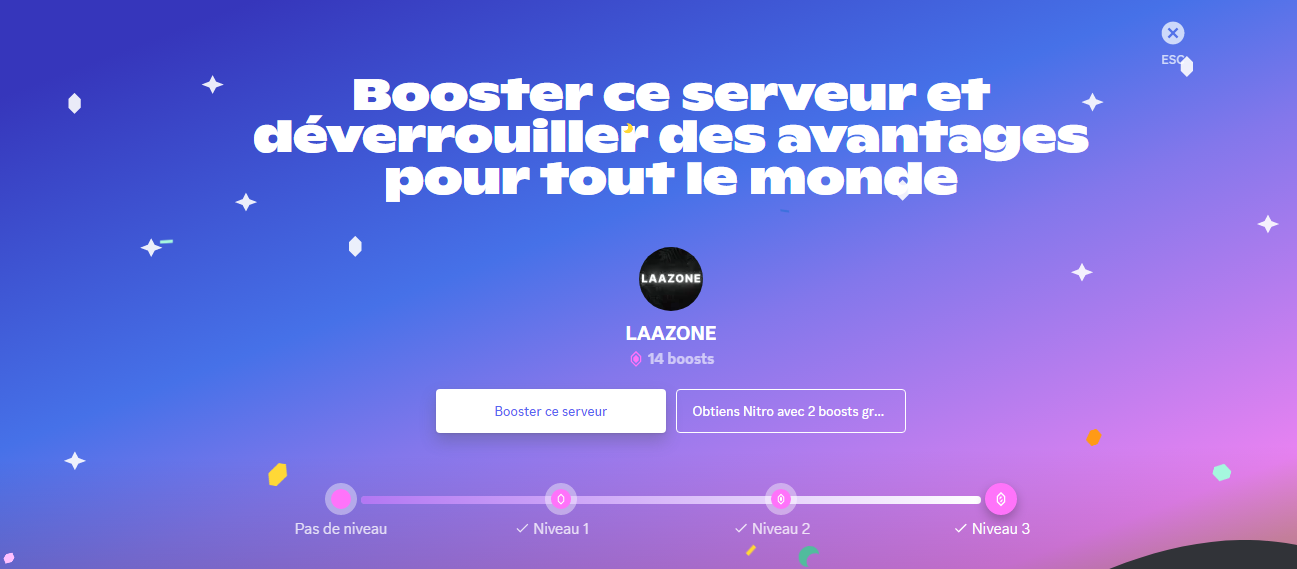 ESC
Booster ce serveur et
déverrouiller des avantages
pour tout le monde
LAAZONE
LAAZONE
14 boosts
Booster ce serveur
Obtiens Nitro avec 2 boosts gr...
Pas de niveau
Niveau 1
Niveau 2
Niveau 3